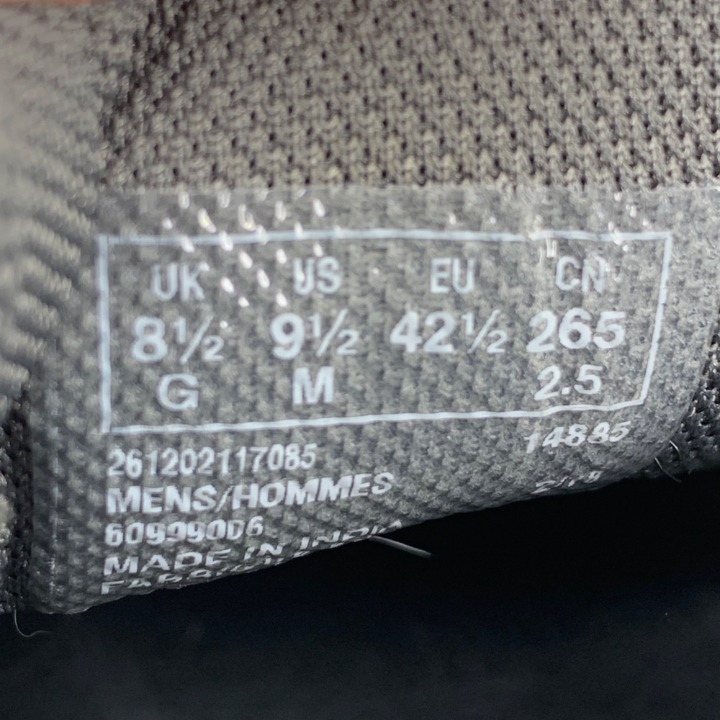 UK US EU CN
8½ 9½ 42½ 265
G M 2.5
261202117085 14885
MENS/HOMMES
MADE IN INDIA